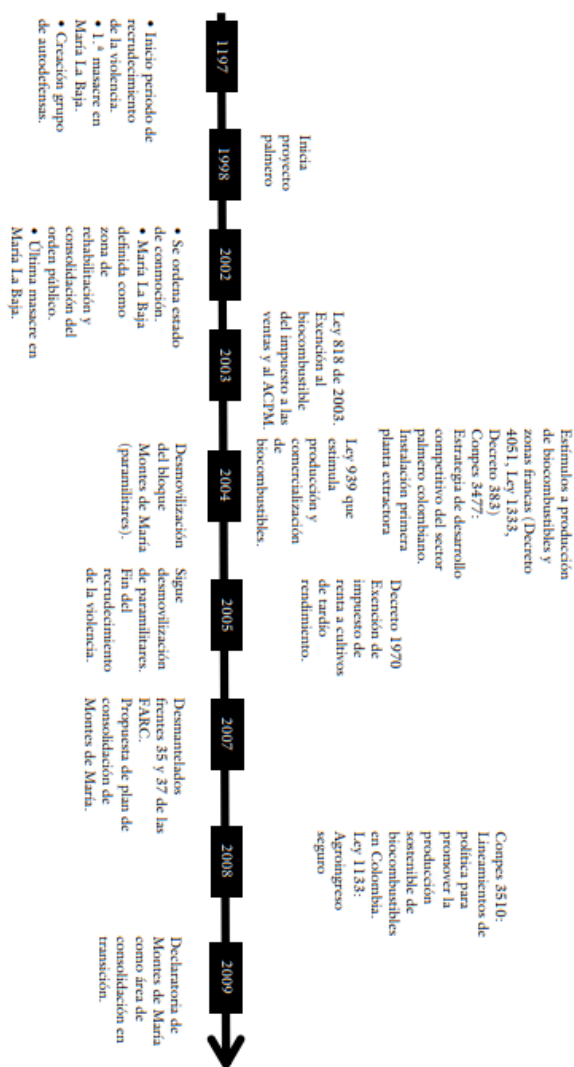 Inicia
proyecto
palmero
Ley 818 de 2003.
Exención al
biocombustible
del impuesto a las
ventas y al ACPM.
Estímulos a producción
de biocombustibles y
zonas francas (Decreto
4051, Ley 1333,
Decreto 383)
Conpes 3477:
Estrategia de desarrollo
competitivo del sector
palmero colombiano.
Instalación primera
planta extractora
Ley 939 que
estimula
producción y
comercialización
de
biocombustibles.
Decreto 1970
Exención de
impuesto de
renta a cultivos
de tardío
rendimiento.
Conpes 3510:
Lineamientos de
política para
promover la
producción
sostenible de
biocombustibles
en Colombia.
Ley 1133:
Agroingreso
seguro
1197
1998
2002
2003
2004
2005
2007
2008
2009
• Inicio periodo de
recrudecimiento
de la violencia.
• 1.ª masacre en
María La Baja.
• Creación grupo
de autodefensas.
• Se ordena estado
de conmoción.
• María La Baja
definida como
zona de
rehabilitación y
consolidación del
orden público.
• Última masacre en
María La Baja.
Desmovilización
del bloque
Montes de María
(paramilitares).
Sigue
desmovilización
de paramilitares.
Fin del
recrudecimiento
de la violencia.
Desmantelados
frentes 35 y 37 de las
FARC.
Propuesta de plan de
consolidación de
Montes de María.
Declaratoria de
Montes de María
como área de
consolidación en
transición.